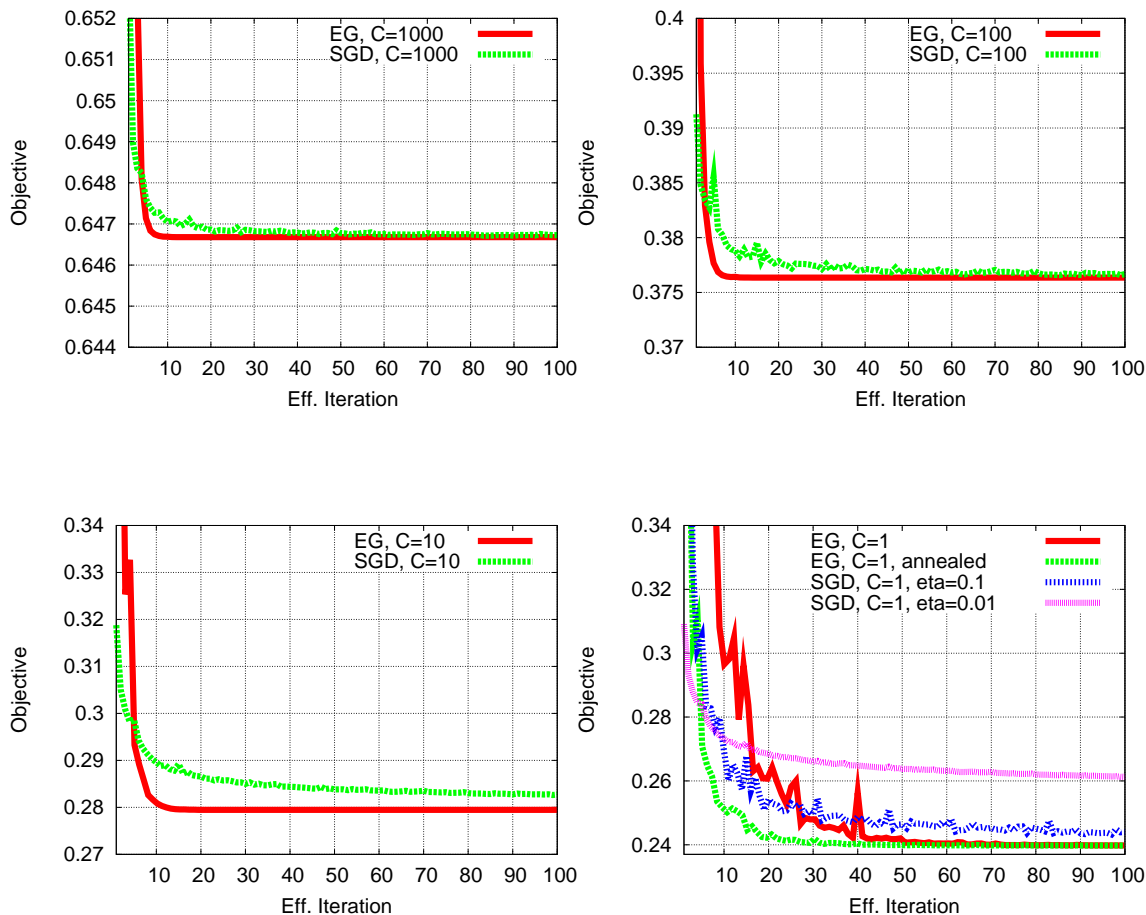 0.652
0.651
0.65
0.649
0.648
0.647
0.646
0.645
0.644
Objective
EG, C=1000
SGD, C=1000
10 20 30 40 50 60 70 80 90 100
Eff. Iteration
0.4
0.395
0.39
0.385
0.38
0.375
0.37
Objective
EG, C=100
SGD, C=100
10 20 30 40 50 60 70 80 90 100
Eff. Iteration
0.34
0.33
0.32
0.31
0.3
0.29
0.28
0.27
Objective
EG, C=10
SGD, C=10
10 20 30 40 50 60 70 80 90 100
Eff. Iteration
0.34
0.32
0.3
0.28
0.26
0.24
Objective
EG, C=1
EG, C=1, annealed
SGD, C=1, eta=0.1
SGD, C=1, eta=0.01
10 20 30 40 50 60 70 80 90 100
Eff. Iteration